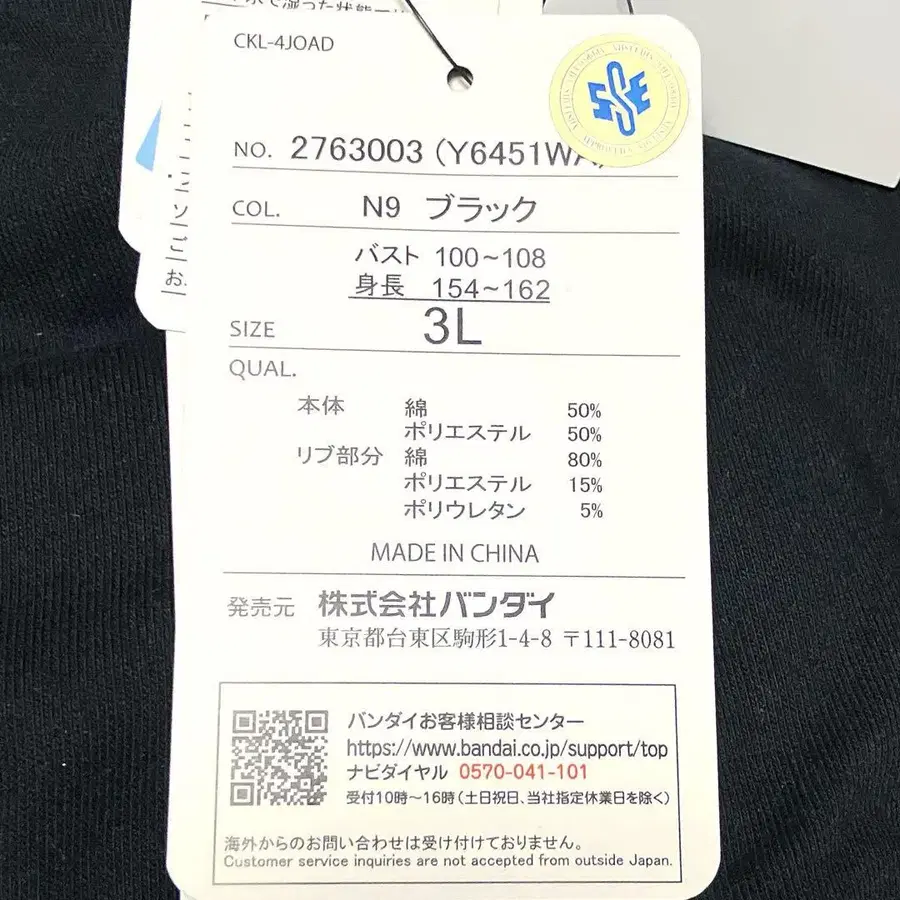 CKL-4JOAD
NO. 2763003 (Y6451WA
COL. N9 ブラック
バスト 100~108
身長 154~162
SIZE 3L
QUAL.
本体 綿 50%
ポリエステル 50%
リブ部分 綿 80%
ポリエステル 15%
ポリウレタン 5%
MADE IN CHINA
発売元 株式会社バンダイ
東京都台東区駒形1-4-8 〒111-8081
バンダイお客様相談センター
https://www.bandai.co.jp/support/top
ナビダイヤル 0570-041-101
受付10時～16時(土日祝日、当社指定休業日を除く)
海外からのお問い合わせは受け付けておりません。
Customer service inquiries are not accepted from outside Japan.